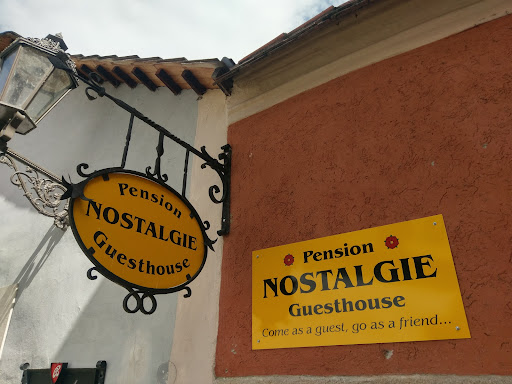 Pension
NOSTALGIE
Guesthouse
Pension
NOSTALGIE
Guesthouse
Come as a guest, go as a friend...